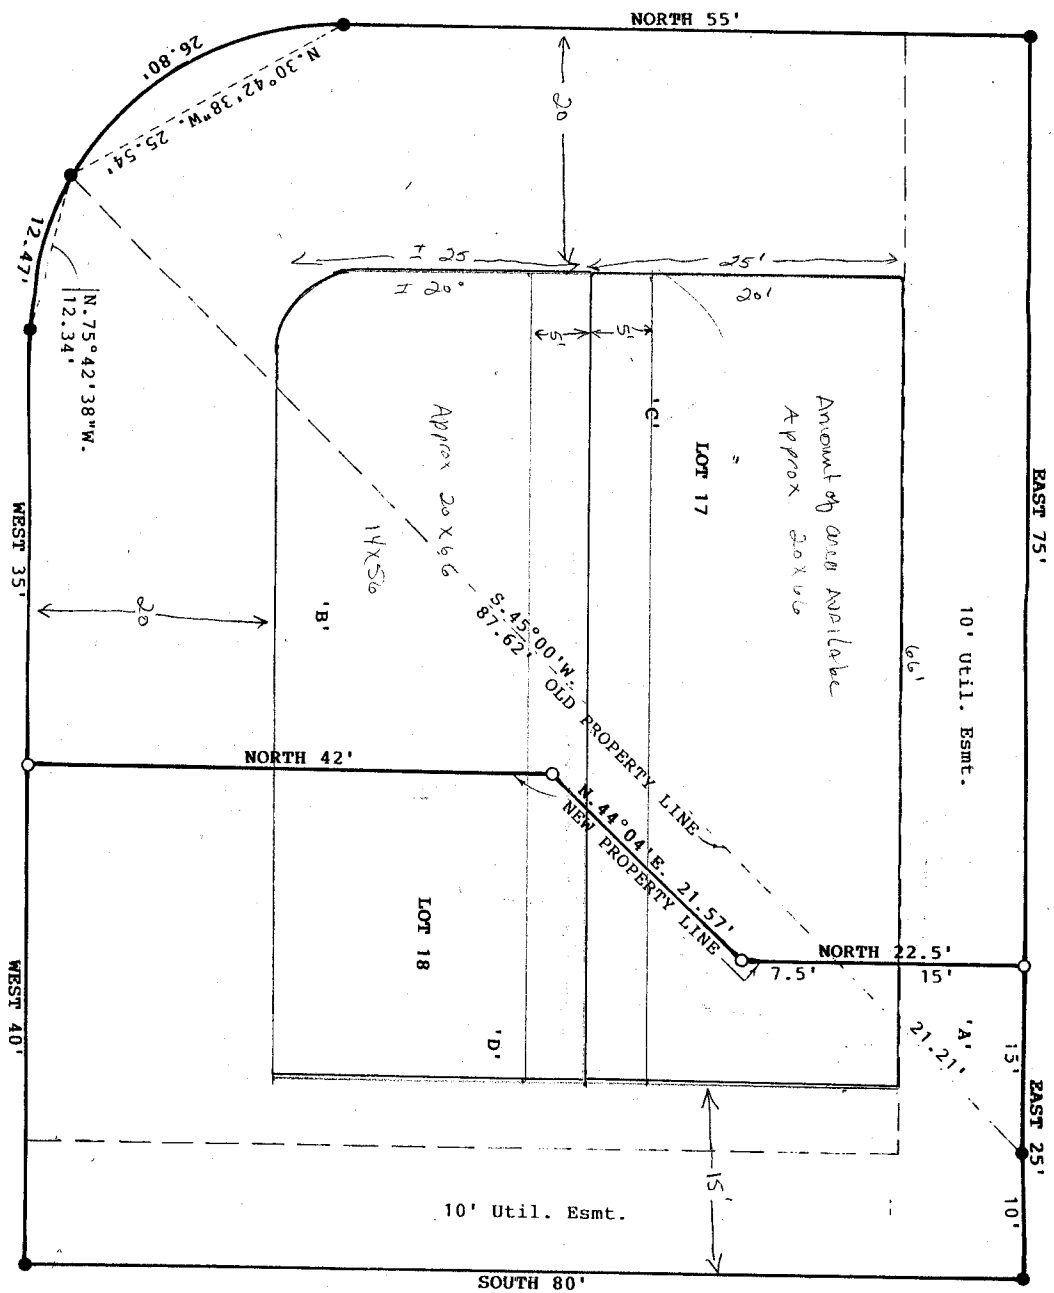 NORTH 55'
26.80'
N.30°42'38"W. 25.54'
20
12.47'
N.75°42'38"W.
12.34'
± 25
± 20'
25'
20'
5'
5'
'C'
LOT 17
"
Amount of area AvAilabe
Approx 20 x 66
Approx 20 x 66
14x56
EAST 75'
WEST 35'
20
'B'
S.45°00'W.
87.62'
OLD PROPERTY LINE
66'
10' Util. Esmt.
NORTH 42'
N.44°04'E. 21.57'
NEW PROPERTY LINE
LOT 18
NORTH 22.5'
7.5'
15'
'A'
21.21'
15'
EAST 25'
10'
WEST 40'
'D'
15'
10' Util. Esmt.
SOUTH 80'